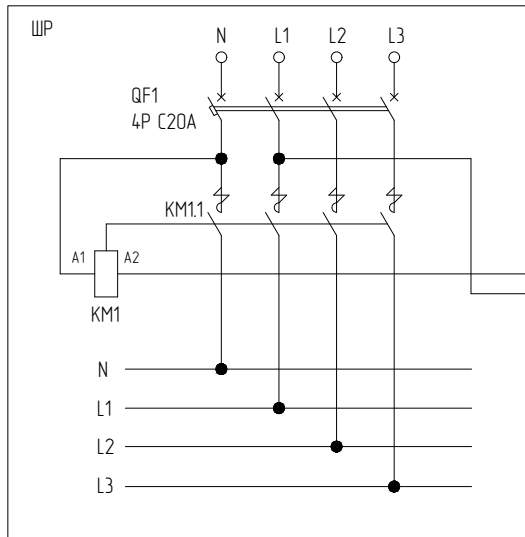 ШР
N L1 L2 L3
QF1
4P C20A
KM1.1
A1 A2
KM1
N
L1
L2
L3